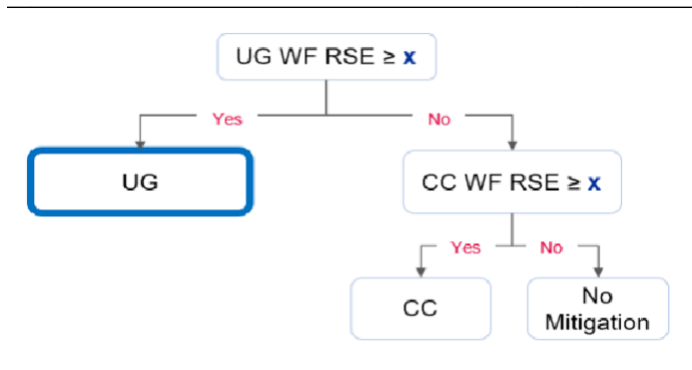 UG WF RSE ≥ x
Yes
No
UG
CC WF RSE ≥ x
Yes
No
CC
No
Mitigation